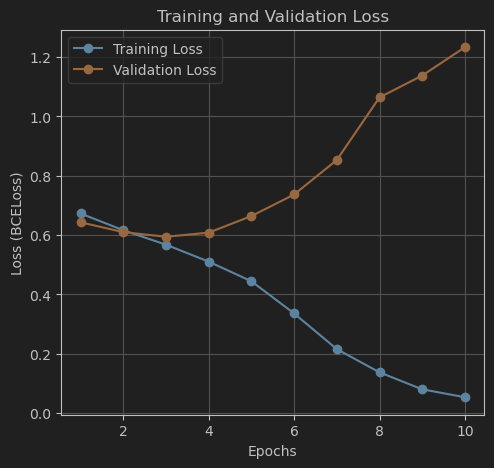 Training and Validation Loss
Training Loss
Validation Loss
1.2
1.0
0.8
0.6
0.4
0.2
0.0
Loss (BCELoss)
2 4 6 8 10
Epochs